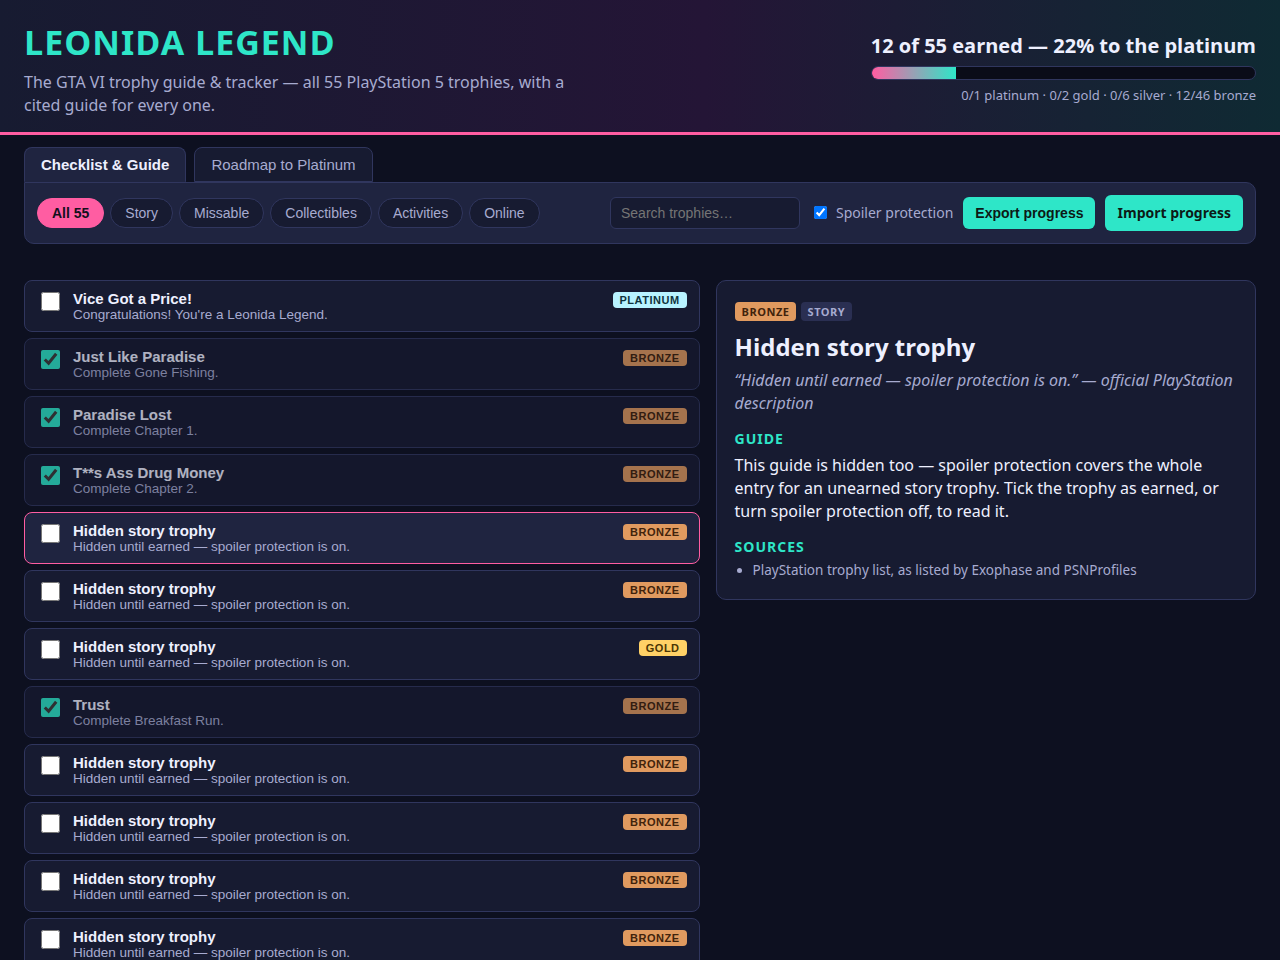 LEONIDA LEGEND
The GTA VI trophy guide & tracker — all 55 PlayStation 5 trophies, with a
cited guide for every one.
12 of 55 earned — 22% to the platinum
0/1 platinum · 0/2 gold · 0/6 silver · 12/46 bronze
Checklist & Guide
Roadmap to Platinum
All 55
Story
Missable
Collectibles
Activities
Online
Search trophies…
Spoiler protection
Export progress
Import progress
Vice Got a Price!
PLATINUM
Congratulations! You're a Leonida Legend.
Just Like Paradise
BRONZE
Complete Gone Fishing.
Paradise Lost
BRONZE
Complete Chapter 1.
T**s Ass Drug Money
BRONZE
Complete Chapter 2.
Hidden story trophy
BRONZE
Hidden until earned — spoiler protection is on.
Hidden story trophy
BRONZE
Hidden until earned — spoiler protection is on.
Hidden story trophy
GOLD
Hidden until earned — spoiler protection is on.
Trust
BRONZE
Complete Breakfast Run.
Hidden story trophy
BRONZE
Hidden until earned — spoiler protection is on.
Hidden story trophy
BRONZE
Hidden until earned — spoiler protection is on.
Hidden story trophy
BRONZE
Hidden until earned — spoiler protection is on.
Hidden story trophy
BRONZE
Hidden until earned — spoiler protection is on.
BRONZE STORY
Hidden story trophy
“Hidden until earned — spoiler protection is on.” — official PlayStation
description
GUIDE
This guide is hidden too — spoiler protection covers the whole
entry for an unearned story trophy. Tick the trophy as earned, or
turn spoiler protection off, to read it.
SOURCES
PlayStation trophy list, as listed by Exophase and PSNProfiles